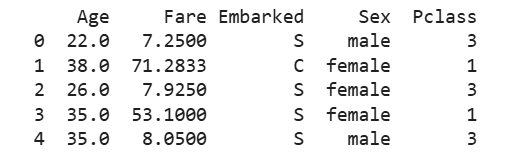 Age Fare Embarked Sex Pclass
0 22.0 7.2500 S male 3
1 38.0 71.2833 C female 1
2 26.0 7.9250 S female 3
3 35.0 53.1000 S female 1
4 35.0 8.0500 S male 3